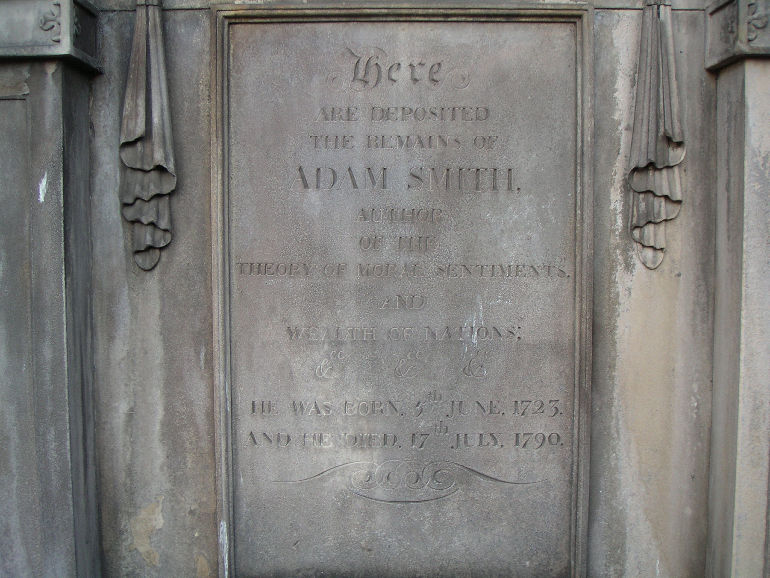 Here
ARE DEPOSITED
THE REMAINS OF
ADAM SMITH,
AUTHOR
OF THE
THEORY OF MORAL SENTIMENTS,
AND
WEALTH OF NATIONS;
&c &c &c
HE WAS BORN, 5th JUNE, 1723.
AND HE DIED, 17th JULY, 1790.